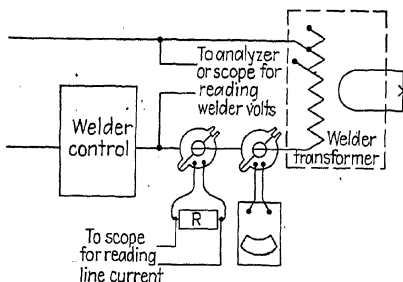 To analyzer
or scope for
reading
welder volts
Welder
control
Welder
transformer
R
To scope
for reading
line current